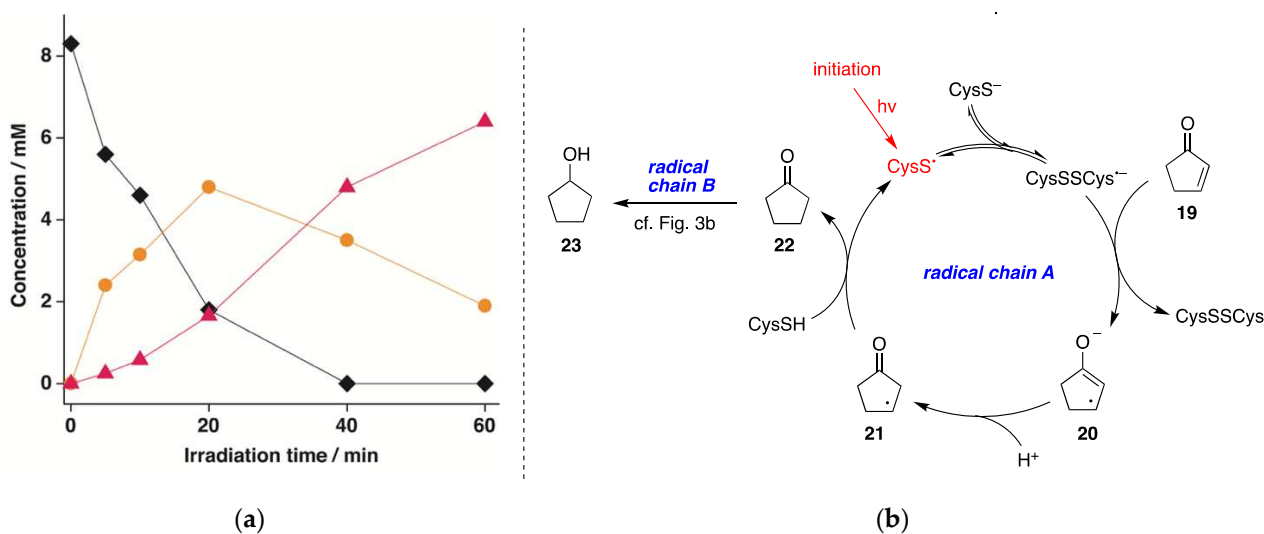 8
6
4
2
0
Concentration / mM
0
20
40
60
Irradiation time / min
(a)
initiation
hν
CysS⁻
CysS•
CysSSCys•−
O
19
OH
23
radical
chain B
cf. Fig. 3b
O
22
radical chain A
CysSH
CysSSCys
O
21
O⁻
20
H⁺
(b)